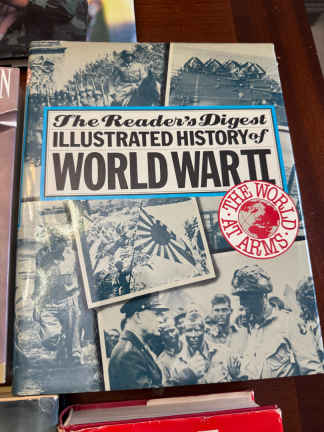 The Reader's Digest
ILLUSTRATED HISTORY of
WORLD WAR II
THE WORLD
AT ARMS